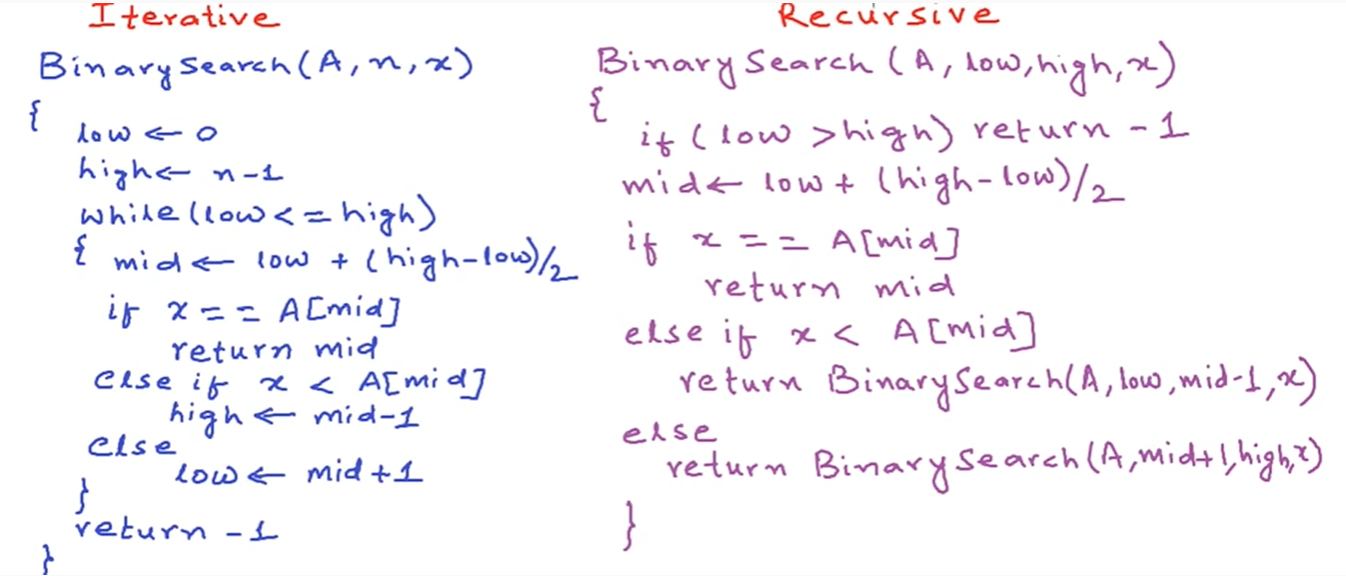 Iterative
BinarySearch(A, n, x)
{
low ← 0
high ← n-1
while(low <= high)
{ mid ← low + (high-low)/2
if x == A[mid]
return mid
else if x < A[mid]
high ← mid-1
else
low ← mid+1
}
return -1
}
Recursive
BinarySearch(A, low, high, x)
{
if (low > high) return -1
mid ← low + (high-low)/2
if x == A[mid]
return mid
else if x < A[mid]
return BinarySearch(A, low, mid-1, x)
else
return BinarySearch(A, mid+1, high, x)
}